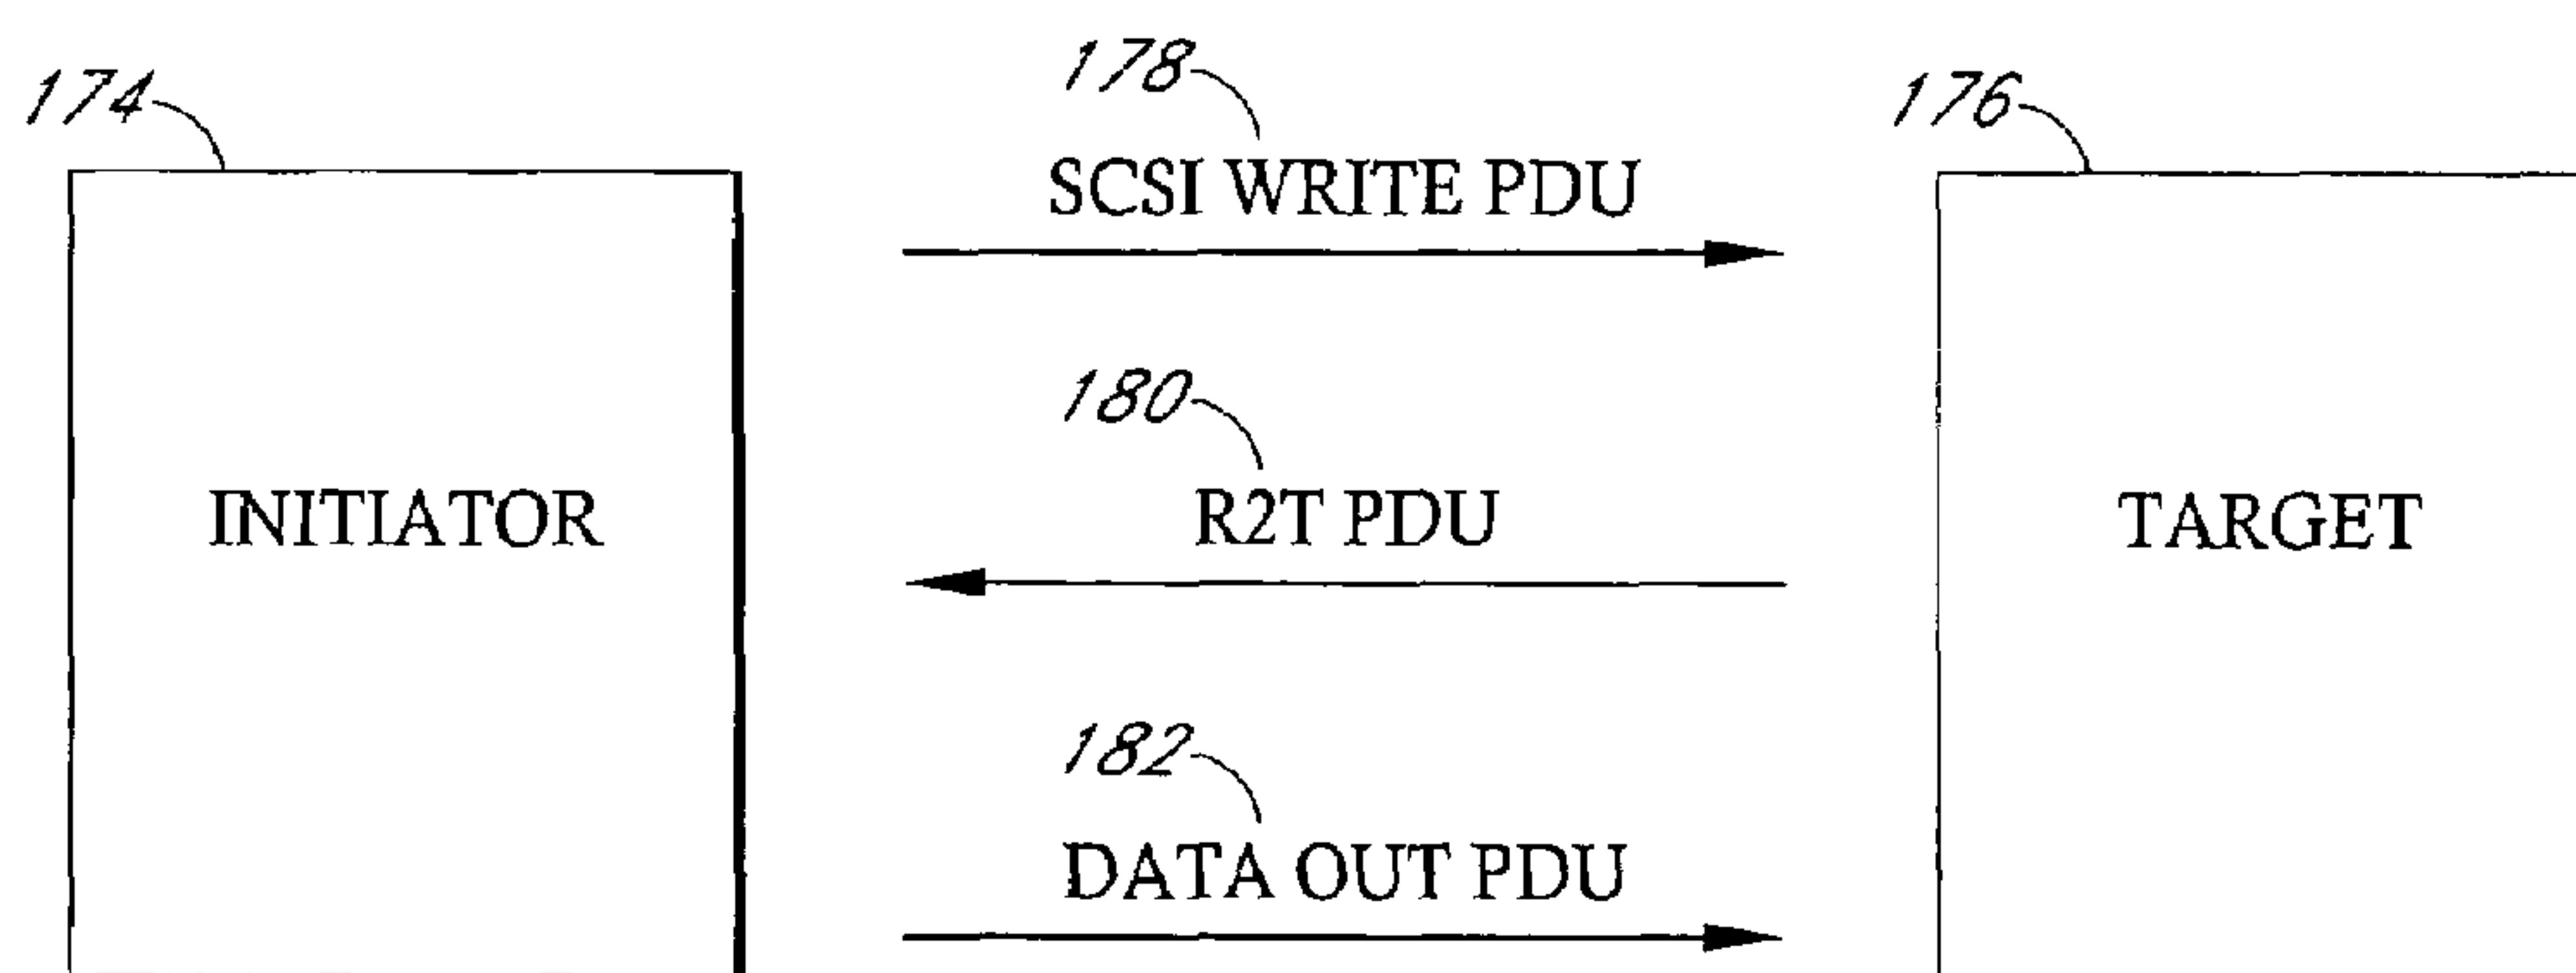 174
178
176
SCSI WRITE PDU
180
INITIATOR
R2T PDU
TARGET
182
DATA OUT PDU